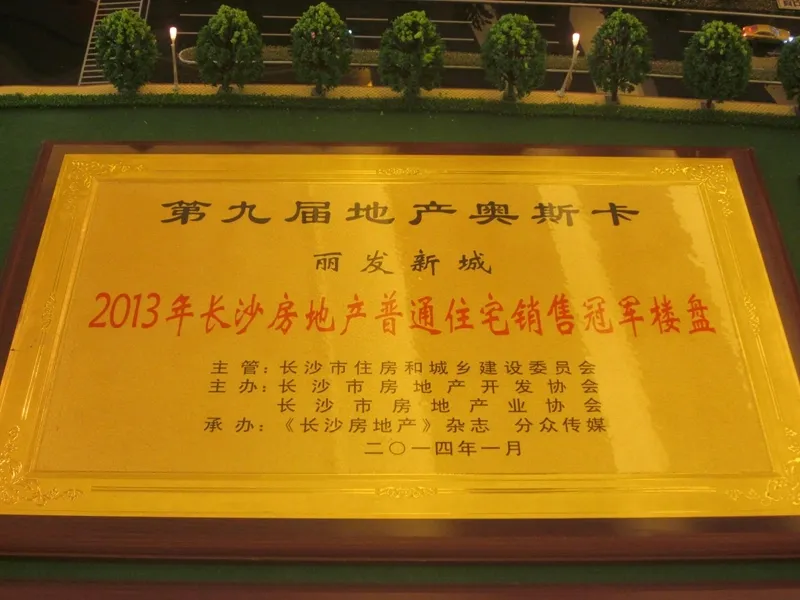 第九届地产奥斯卡
丽发新城
2013年长沙房地产普通住宅销售冠军楼盘
主管：长沙市住房和城乡建设委员会
主办：长沙市房地产开发协会
长沙市房地产业协会
承办：《长沙房地产》杂志 分众传媒
二〇一四年一月